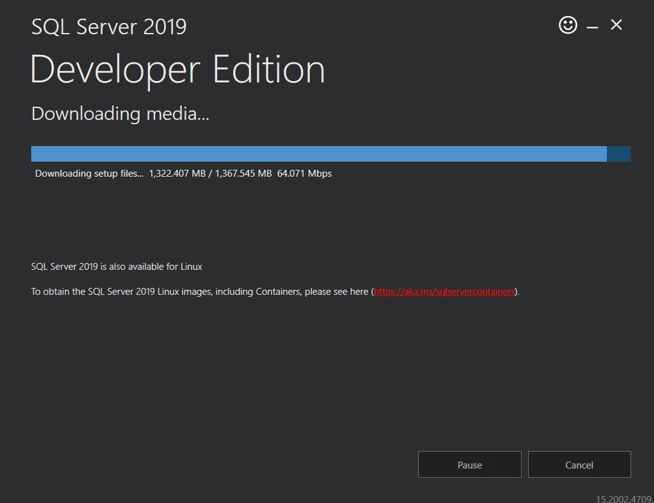 SQL Server 2019
Developer Edition
Downloading media...
Downloading setup files... 1,322.407 MB / 1,367.545 MB 64.071 Mbps
SQL Server 2019 is also available for Linux
To obtain the SQL Server 2019 Linux images, including Containers, please see here (https://aka.ms/sqlservercontainers).
Pause
Cancel
15.2002.4709.